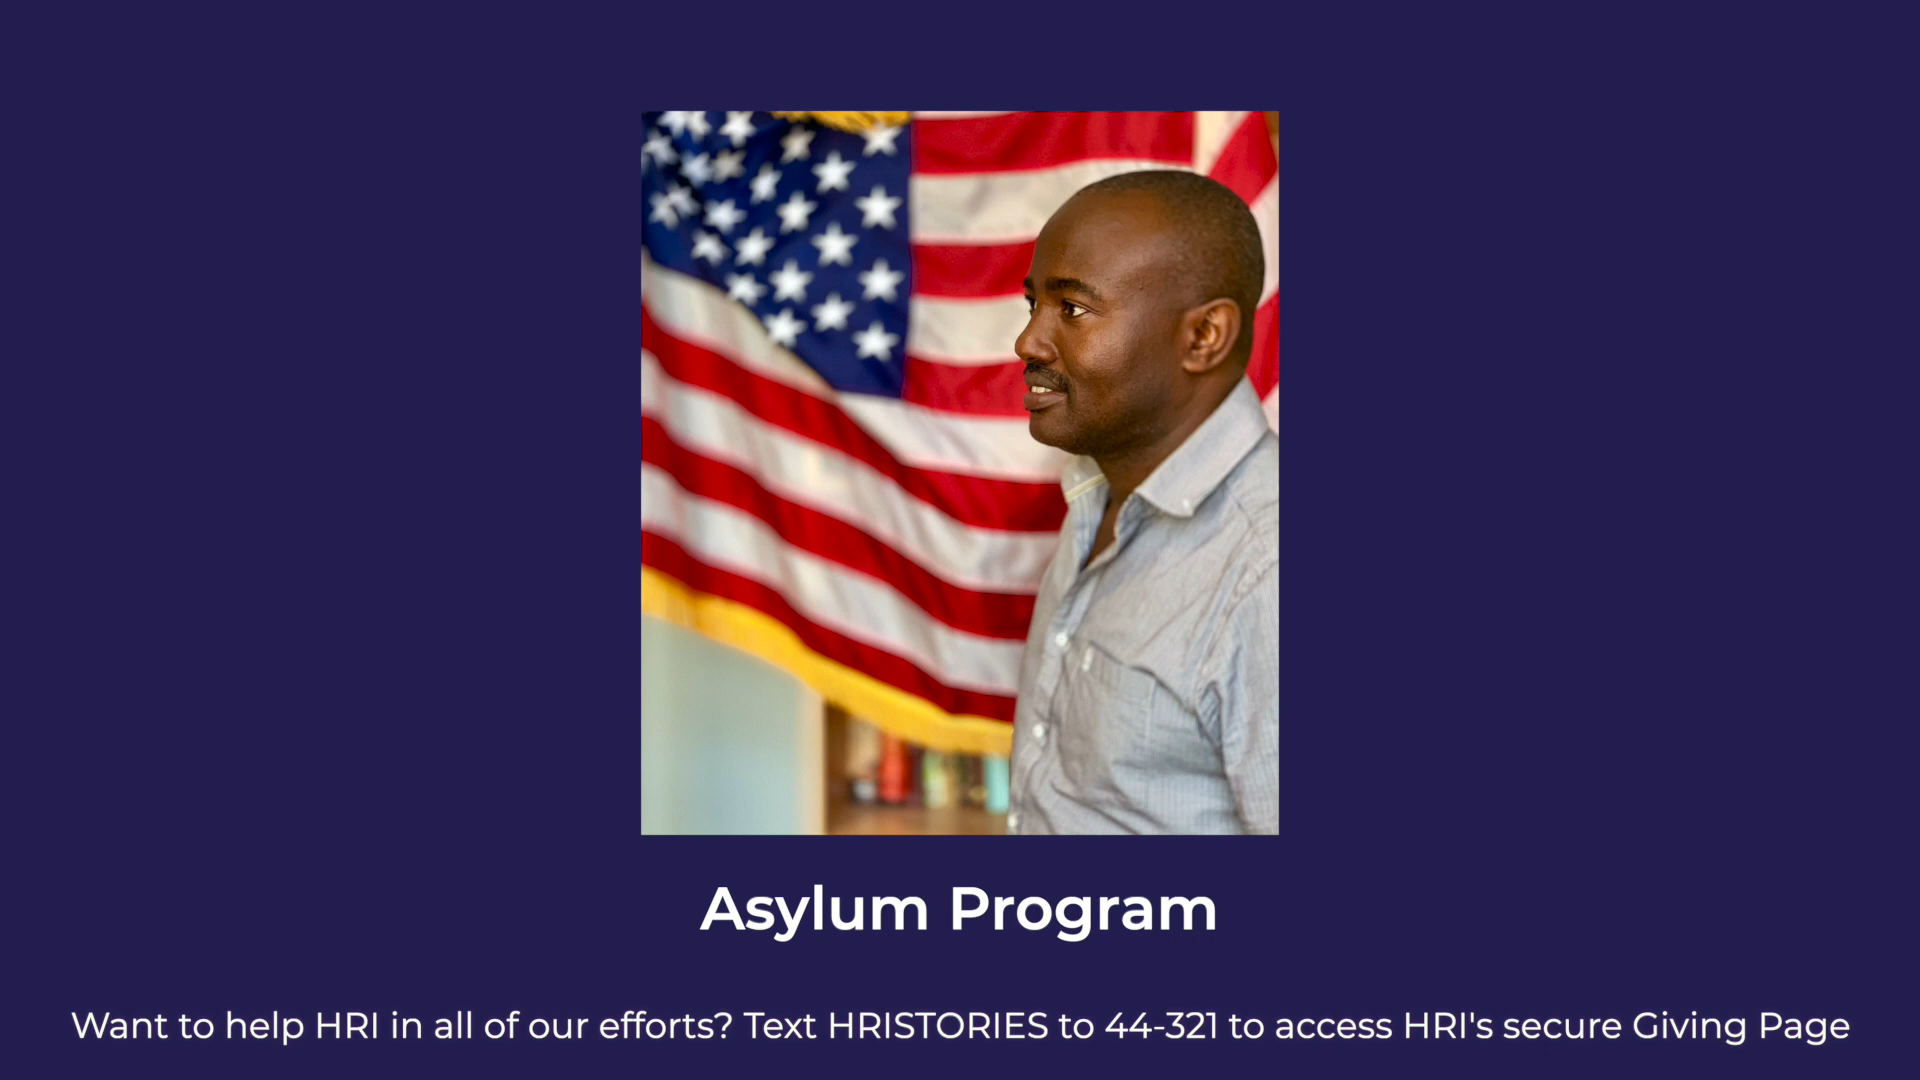 Asylum Program
Want to help HRI in all of our efforts? Text HRISTORIES to 44-321 to access HRI's secure Giving Page